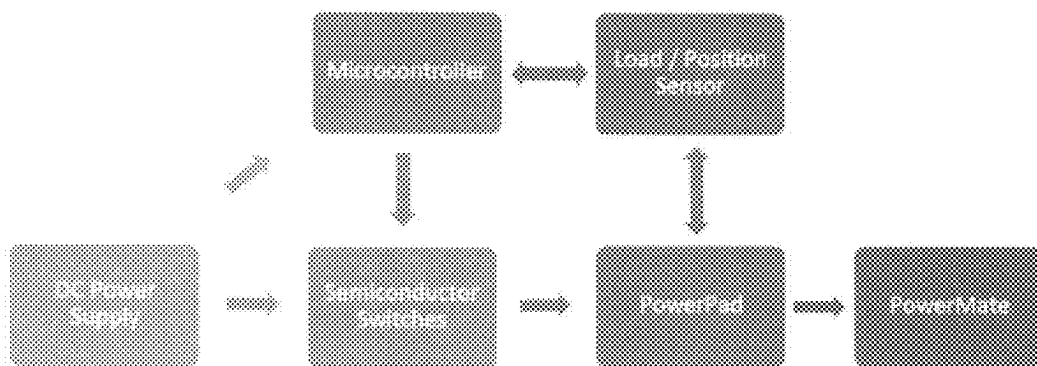 Microcontroller
Load / Position
Sensor
DC Power
Supply
Semiconductor
Switches
PowerPad
PowerMate